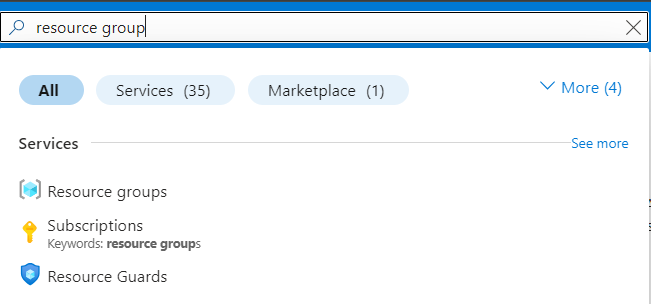 resource group
All Services (35) Marketplace (1) More (4)
Services See more
Resource groups
Subscriptions
Keywords: resource groups
Resource Guards